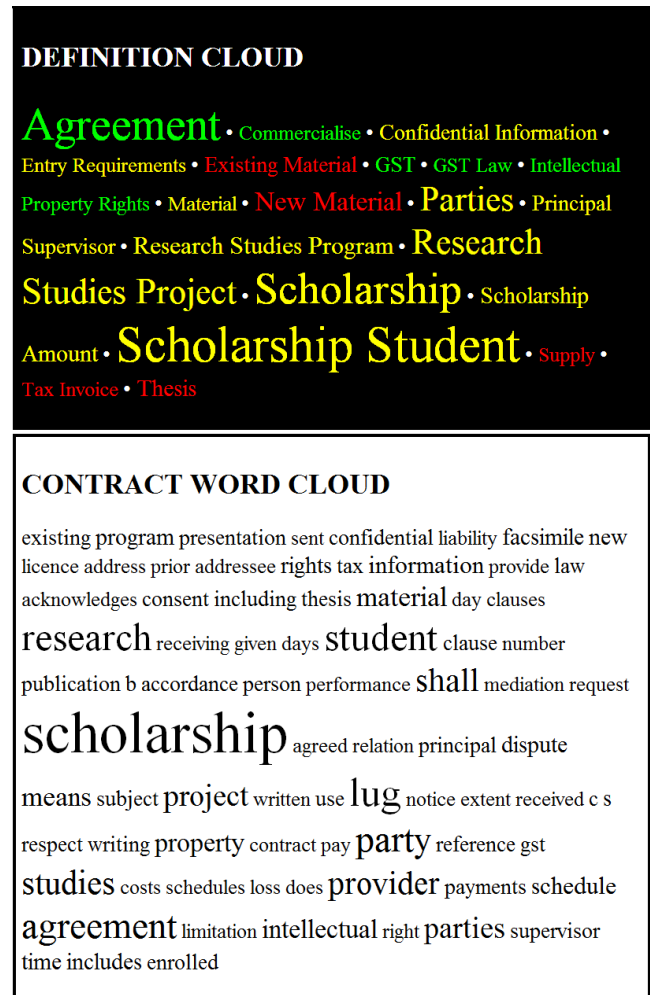 DEFINITION CLOUD
Agreement • Commercialise • Confidential Information •
Entry Requirements • Existing Material • GST • GST Law • Intellectual
Property Rights • Material • New Material • Parties • Principal
Supervisor • Research Studies Program • Research
Studies Project • Scholarship • Scholarship
Amount • Scholarship Student • Supply •
Tax Invoice • Thesis
CONTRACT WORD CLOUD
existing program presentation sent confidential liability facsimile new
licence address prior addressee rights tax information provide law
acknowledges consent including thesis material day clauses
research receiving given days student clause number
publication b accordance person performance shall mediation request
scholarship agreed relation principal dispute
means subject project written use lug notice extent received c s
respect writing property contract pay party reference gst
studies costs schedules loss does provider payments schedule
agreement limitation intellectual right parties supervisor
time includes enrolled